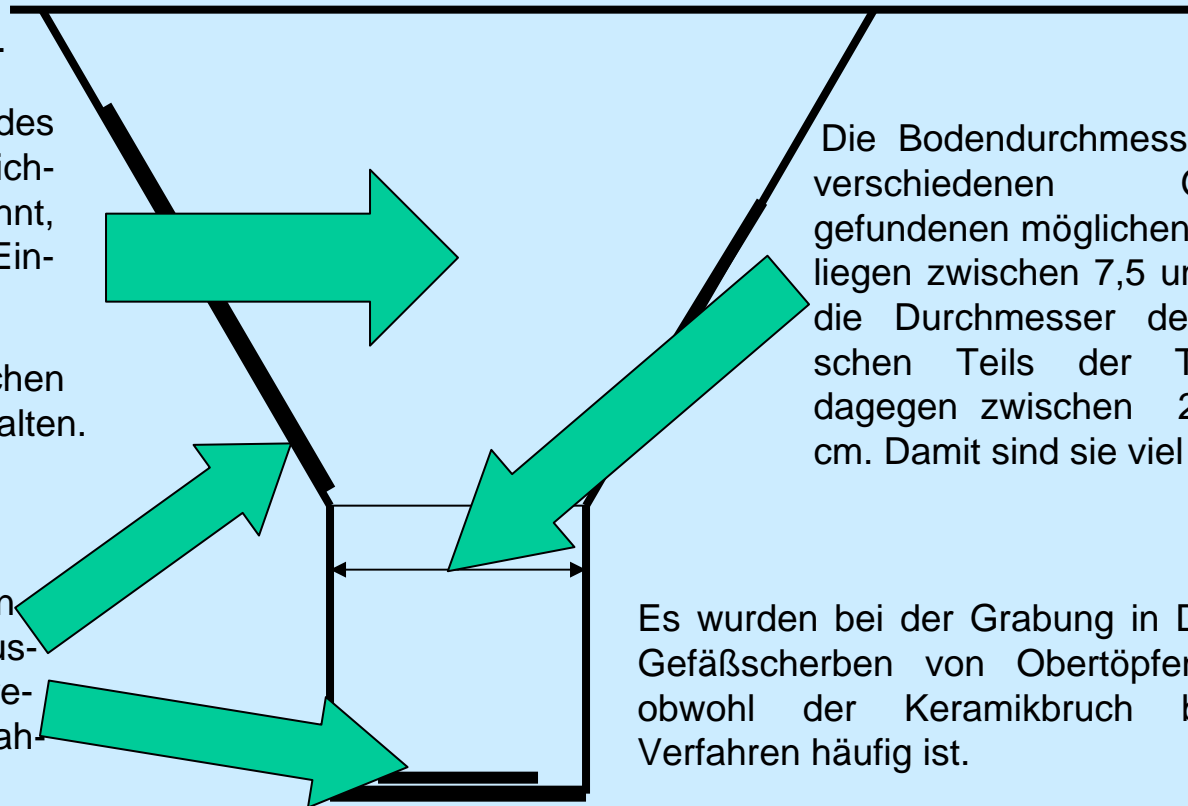 des
ich-
nnt,
Ein-
chen
alten.
n
us-
e-
ah-
Die Bodendurchmess
verschiedenen
gefundenen möglichen
liegen zwischen 7,5 un
die Durchmesser de
schen Teils der T
dagegen zwischen 2
cm. Damit sind sie viel
Es wurden bei der Grabung in D
Gefäßscherben von Obertöpfe
obwohl der Keramikbruch b
Verfahren häufig ist.